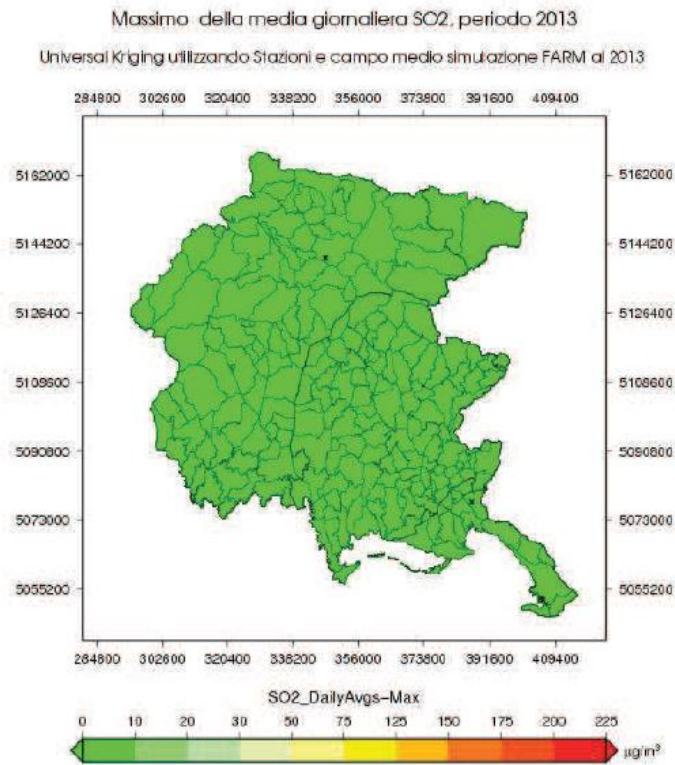 Massimo della media giornaliera SO2, periodo 2013
Universal Kriging utilizzando Stazioni e campo medio simulazione FARM al 2013
284800 302600 320400 338200 356000 373800 391600 409400
5162000 5162000
5144200 5144200
5126400 5126400
5108600 5108600
5090800 5090800
5073000 5073000
5055200 5055200
284800 302600 320400 338200 356000 373800 391600 409400
SO2_DailyAvgs-Max
0 10 20 30 50 75 125 150 175 200 225
µg/m³